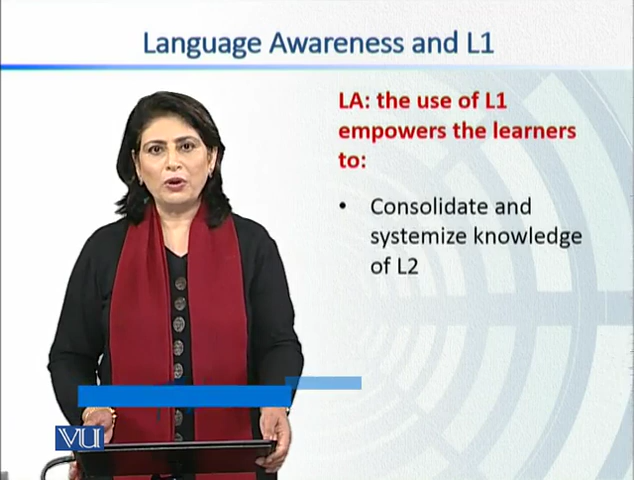 Language Awareness and L1
LA: the use of L1
empowers the learners
to:
• Consolidate and
systemize knowledge
of L2
VU